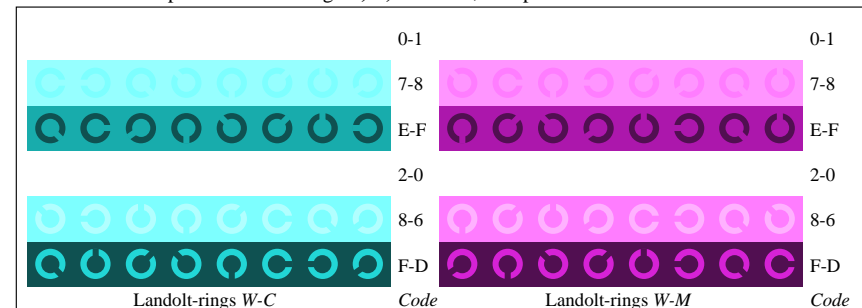 0-1 0-1
7-8 7-8
E-F E-F
2-0 2-0
8-6 8-6
F-D F-D
Landolt-rings W-C Code Landolt-rings W-M Code